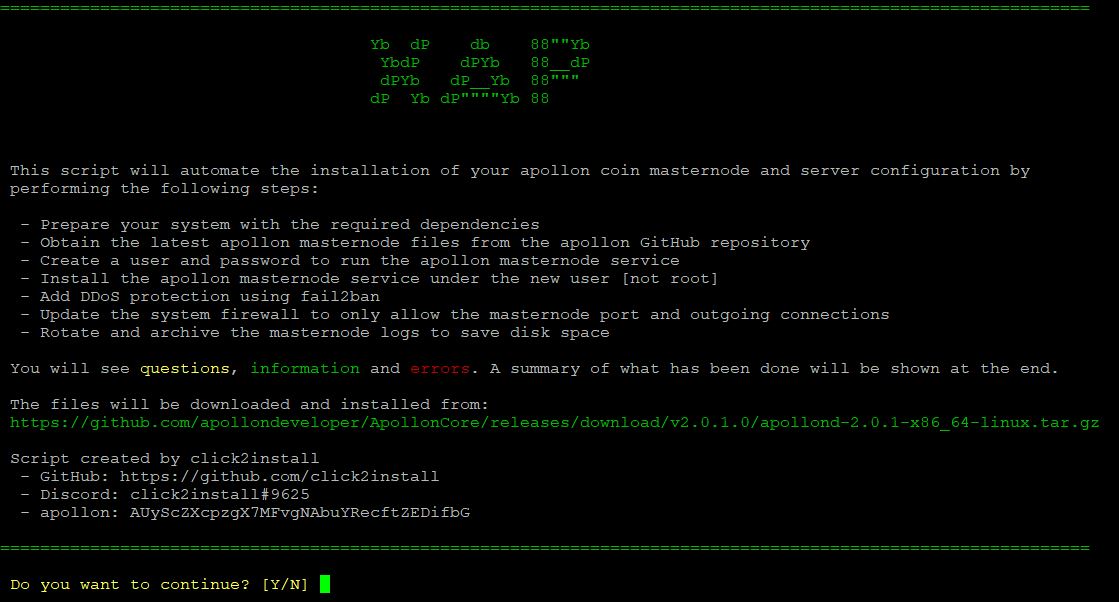 ================================================================================
Yb  dP    db    88""Yb
 YbdP    dPYb   88__dP
 dPYb   dP__Yb  88"""
dP  Yb dP""""Yb 88
This script will automate the installation of your apollon coin masternode and server configuration by
performing the following steps:
- Prepare your system with the required dependencies
- Obtain the latest apollon masternode files from the apollon GitHub repository
- Create a user and password to run the apollon masternode service
- Install the apollon masternode service under the new user [not root]
- Add DDoS protection using fail2ban
- Update the system firewall to only allow the masternode port and outgoing connections
- Rotate and archive the masternode logs to save disk space
You will see questions, information and errors. A summary of what has been done will be shown at the end.
The files will be downloaded and installed from:
https://github.com/apollondeveloper/ApollonCore/releases/download/v2.0.1.0/apollond-2.0.1-x86_64-linux.tar.gz
Script created by click2install
- GitHub: https://github.com/click2install
- Discord: click2install#9625
- apollon: AUyScZXcpzgX7MFvgNAbuYRecftZEDifbG
================================================================================
Do you want to continue? [Y/N]